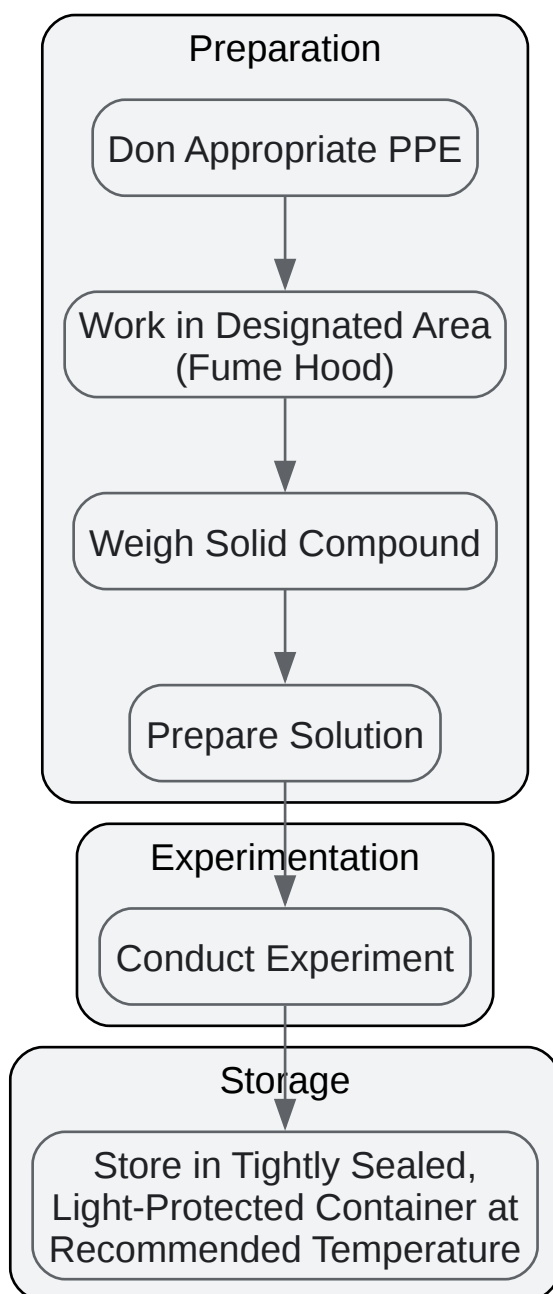 Preparation
Don Appropriate PPE
Work in Designated Area
(Fume Hood)
Weigh Solid Compound
Prepare Solution
Experimentation
Conduct Experiment
Storage
Store in Tightly Sealed,
Light-Protected Container at
Recommended Temperature